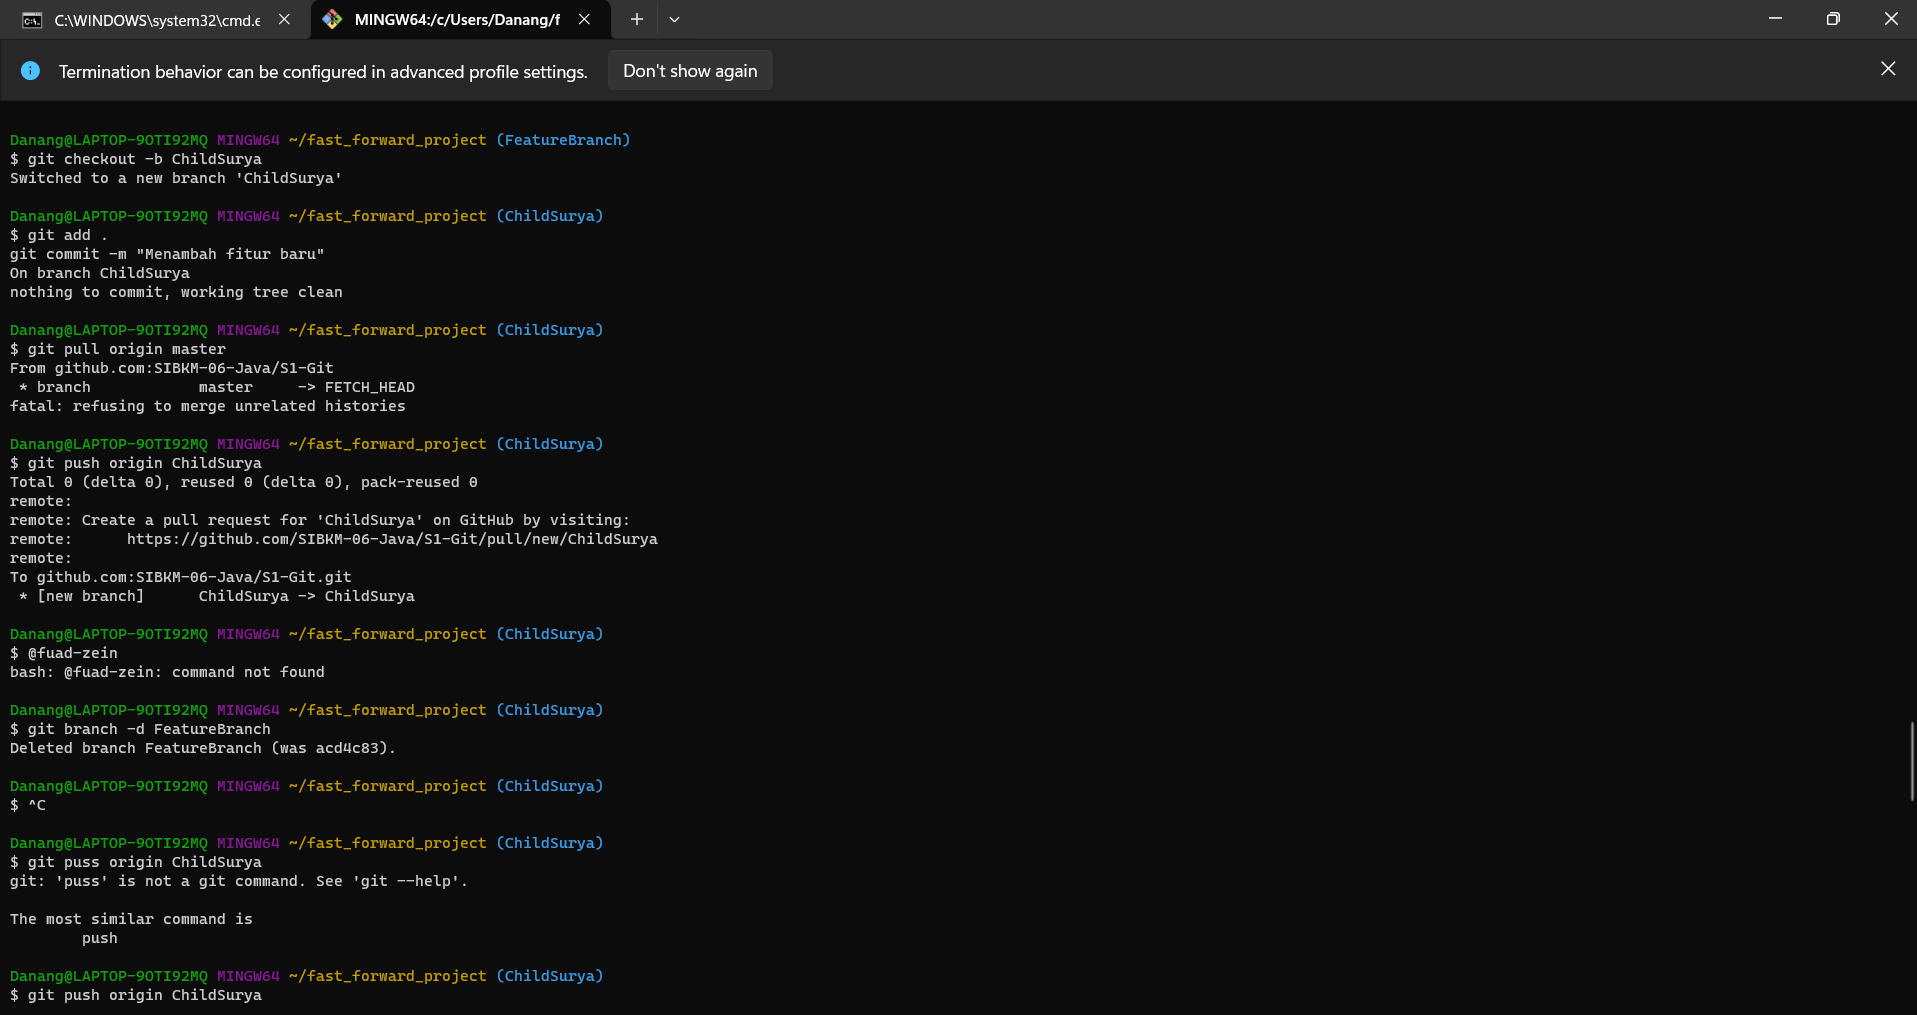 C:\WINDOWS\system32\cmd.e
MINGW64:/c/Users/Danang/f
Termination behavior can be configured in advanced profile settings. Don't show again
Danang@LAPTOP-9OTI92MQ MINGW64 ~/fast_forward_project (FeatureBranch)
$ git checkout -b ChildSurya
Switched to a new branch 'ChildSurya'
Danang@LAPTOP-9OTI92MQ MINGW64 ~/fast_forward_project (ChildSurya)
$ git add .
git commit -m "Menambah fitur baru"
On branch ChildSurya
nothing to commit, working tree clean
Danang@LAPTOP-9OTI92MQ MINGW64 ~/fast_forward_project (ChildSurya)
$ git pull origin master
From github.com:SIBKM-06-Java/S1-Git
 * branch            master     -> FETCH_HEAD
fatal: refusing to merge unrelated histories
Danang@LAPTOP-9OTI92MQ MINGW64 ~/fast_forward_project (ChildSurya)
$ git push origin ChildSurya
Total 0 (delta 0), reused 0 (delta 0), pack-reused 0
remote:
remote: Create a pull request for 'ChildSurya' on GitHub by visiting:
remote:      https://github.com/SIBKM-06-Java/S1-Git/pull/new/ChildSurya
remote:
To github.com:SIBKM-06-Java/S1-Git.git
 * [new branch]      ChildSurya -> ChildSurya
Danang@LAPTOP-9OTI92MQ MINGW64 ~/fast_forward_project (ChildSurya)
$ @fuad-zein
bash: @fuad-zein: command not found
Danang@LAPTOP-9OTI92MQ MINGW64 ~/fast_forward_project (ChildSurya)
$ git branch -d FeatureBranch
Deleted branch FeatureBranch (was acd4c83).
Danang@LAPTOP-9OTI92MQ MINGW64 ~/fast_forward_project (ChildSurya)
$ ^C
Danang@LAPTOP-9OTI92MQ MINGW64 ~/fast_forward_project (ChildSurya)
$ git puss origin ChildSurya
git: 'puss' is not a git command. See 'git --help'.
The most similar command is
        push
Danang@LAPTOP-9OTI92MQ MINGW64 ~/fast_forward_project (ChildSurya)
$ git push origin ChildSurya